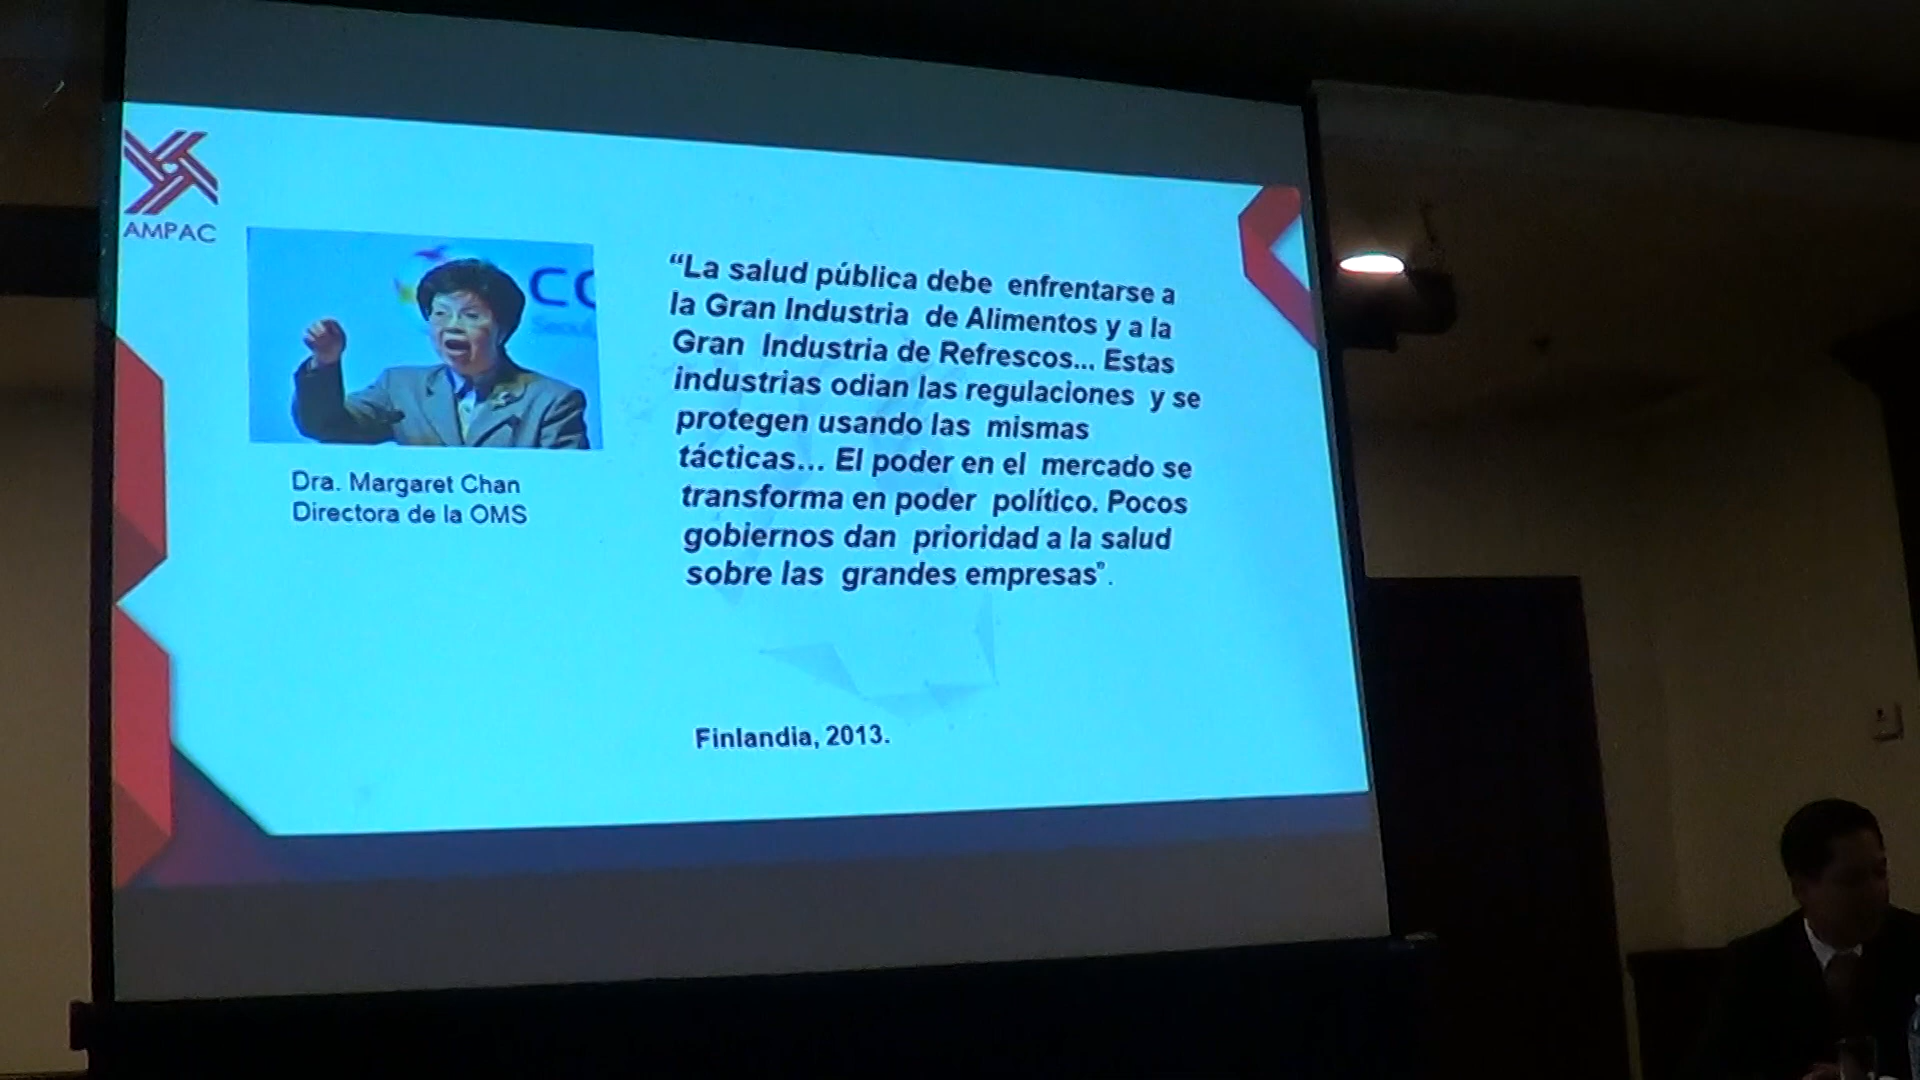 AMPAC
CO
Seoul
Dra. Margaret Chan
Directora de la OMS
“La salud pública debe enfrentarse a
la Gran Industria de Alimentos y a la
Gran Industria de Refrescos... Estas
industrias odian las regulaciones y se
protegen usando las mismas
tácticas... El poder en el mercado se
transforma en poder político. Pocos
gobiernos dan prioridad a la salud
sobre las grandes empresas”.
Finlandia, 2013.